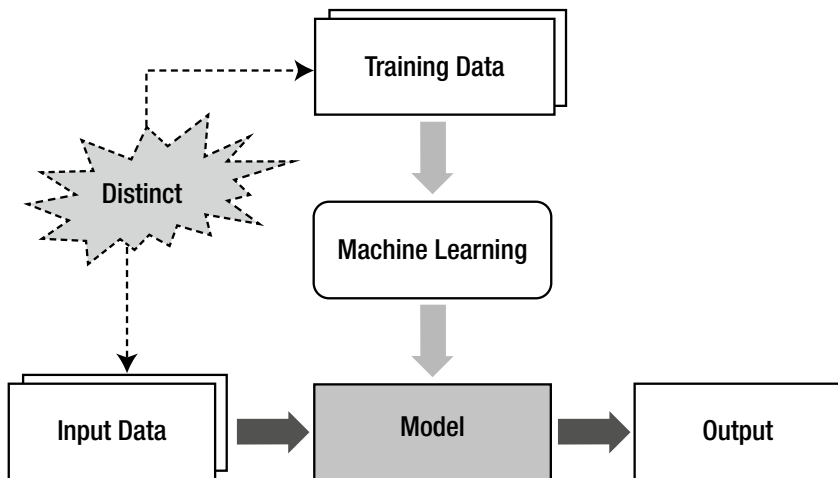 Training Data
Distinct
Machine Learning
Input Data
Model
Output